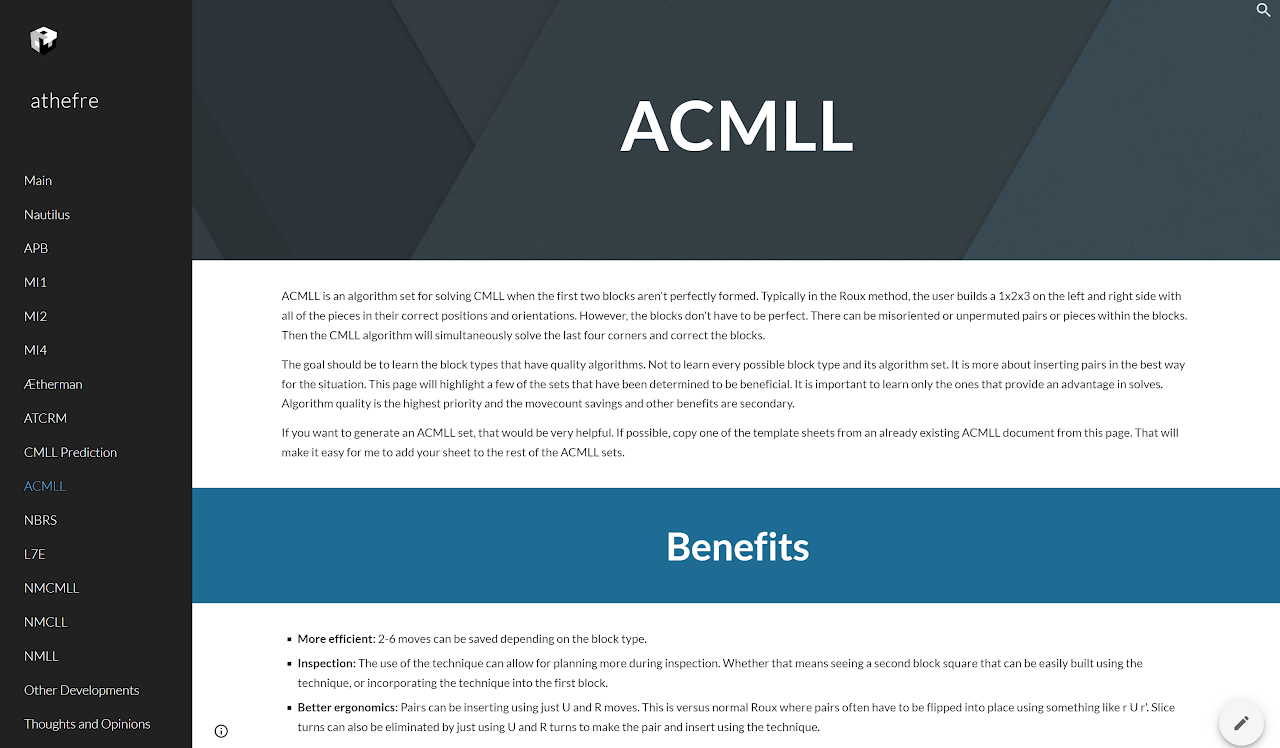 athefre
Main
Nautilus
APB
MI1
MI2
MI4
Ætherman
ATCRM
CMLL Prediction
ACMLL
NBRS
L7E
NMCMLL
NMCLL
NMLL
Other Developments
Thoughts and Opinions
ACMLL
ACMLL is an algorithm set for solving CMLL when the first two blocks aren't perfectly formed. Typically in the Roux method, the user builds a 1x2x3 on the left and right side with
all of the pieces in their correct positions and orientations. However, the blocks don't have to be perfect. There can be misoriented or unpermuted pairs or pieces within the blocks.
Then the CMLL algorithm will simultaneously solve the last four corners and correct the blocks.
The goal should be to learn the block types that have quality algorithms. Not to learn every possible block type and its algorithm set. It is more about inserting pairs in the best way
for the situation. This page will highlight a few of the sets that have been determined to be beneficial. It is important to learn only the ones that provide an advantage in solves.
Algorithm quality is the highest priority and the movecount savings and other benefits are secondary.
If you want to generate an ACMLL set, that would be very helpful. If possible, copy one of the template sheets from an already existing ACMLL document from this page. That will
make it easy for me to add your sheet to the rest of the ACMLL sets.
Benefits
▪ More efficient: 2-6 moves can be saved depending on the block type.
▪ Inspection: The use of the technique can allow for planning more during inspection. Whether that means seeing a second block square that can be easily built using the
technique, or incorporating the technique into the first block.
▪ Better ergonomics: Pairs can be inserting using just U and R moves. This is versus normal Roux where pairs often have to be flipped into place using something like r U r'. Slice
turns can also be eliminated by just using U and R turns to make the pair and insert using the technique.